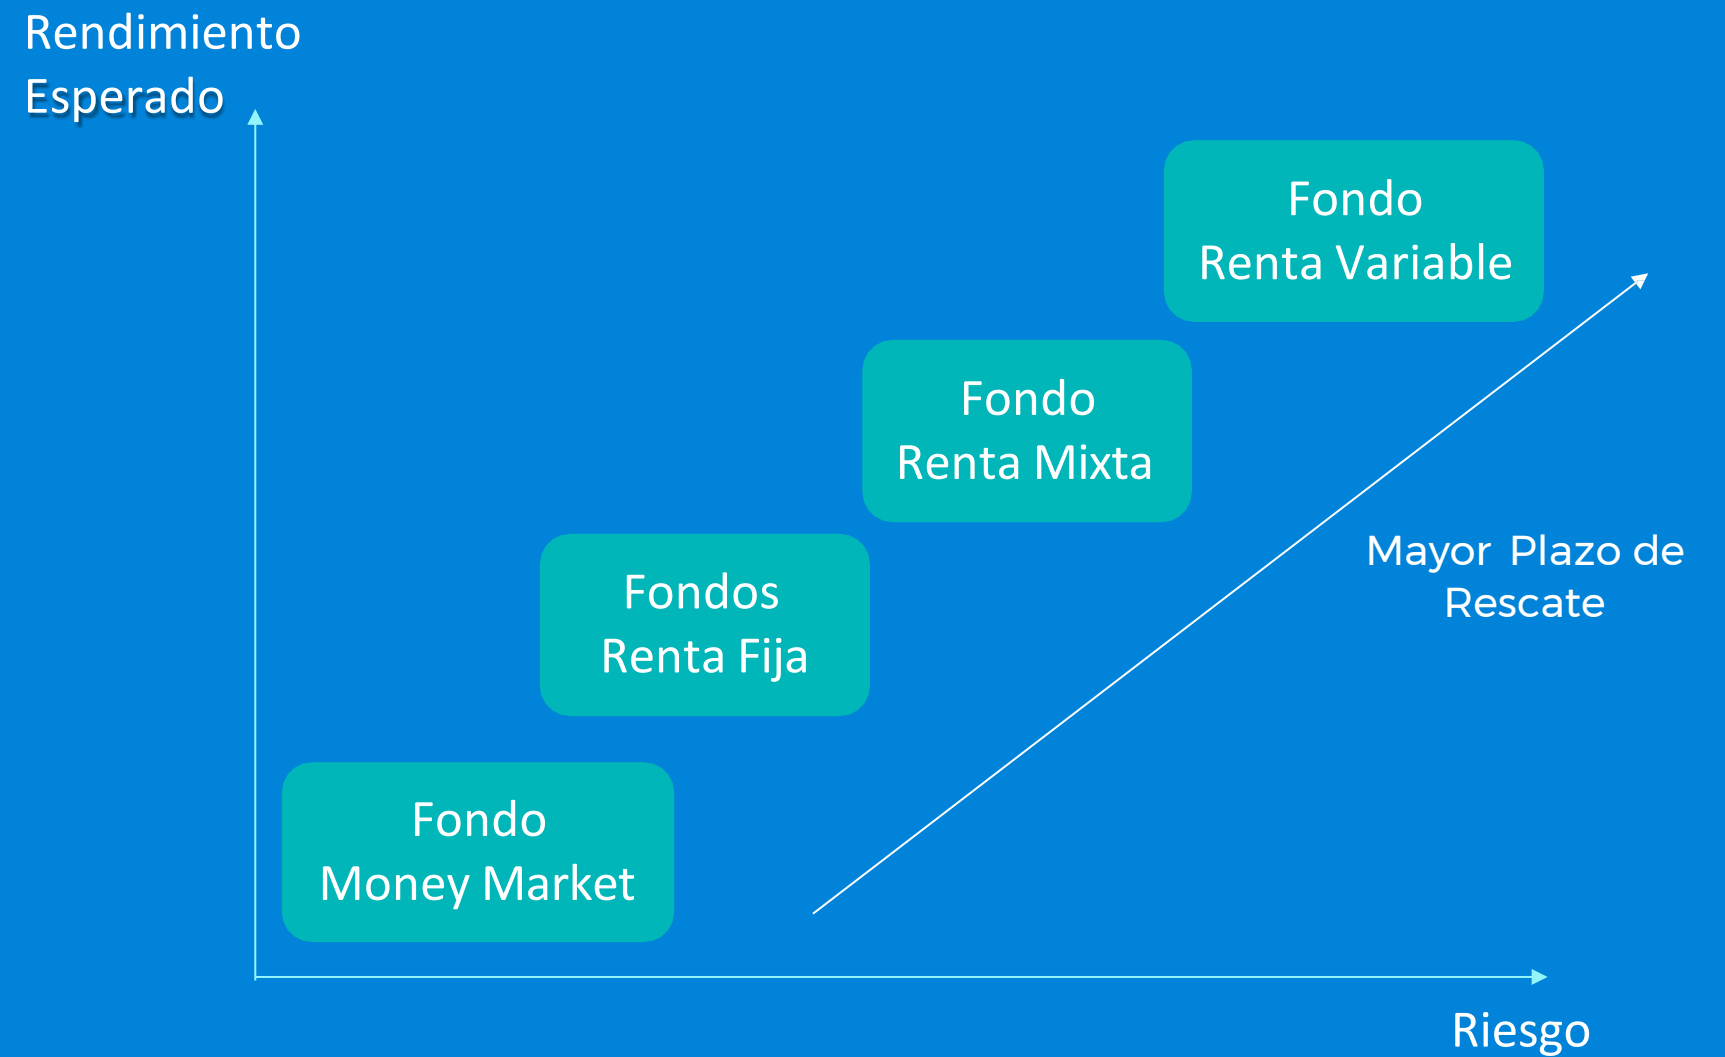 Rendimiento
Esperado
Fondo
Renta Variable
Fondo
Renta Mixta
Mayor Plazo de
Rescate
Fondos
Renta Fija
Fondo
Money Market
Riesgo